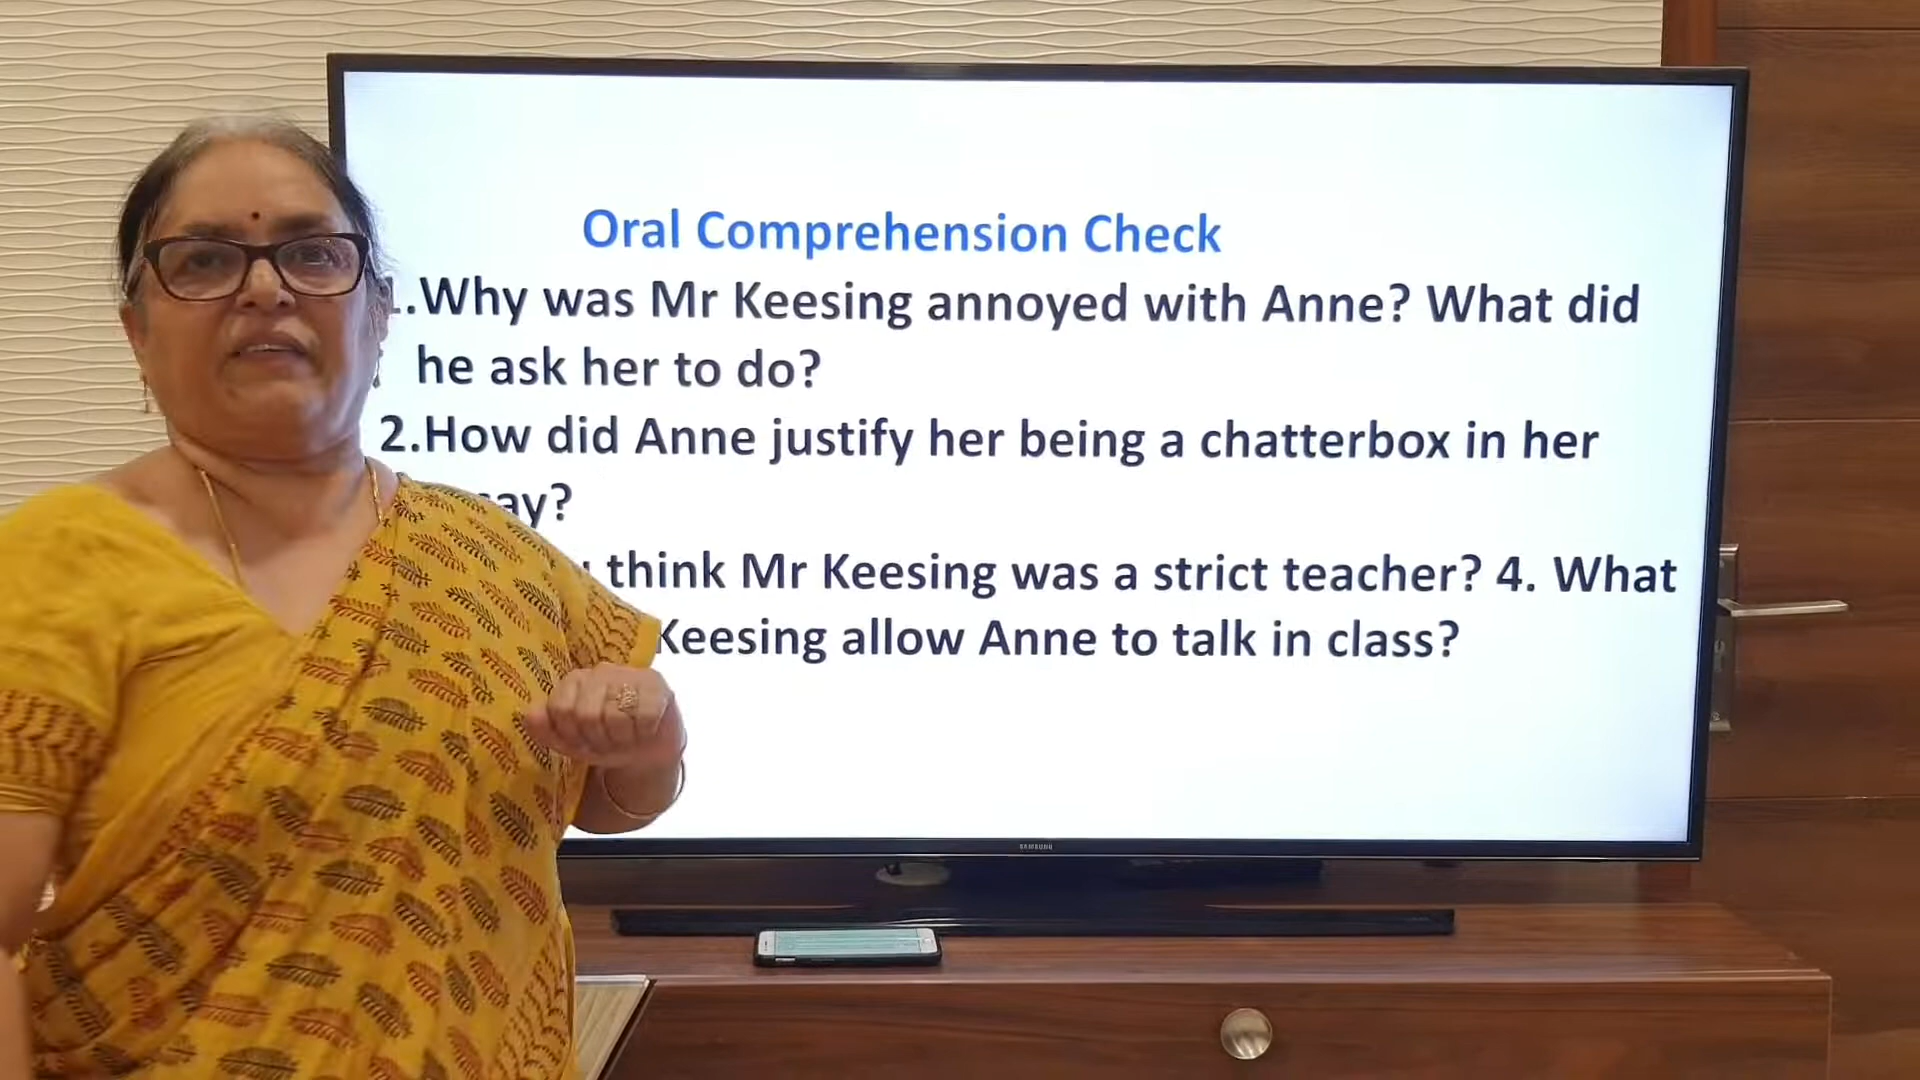 Oral Comprehension Check
1.Why was Mr Keesing annoyed with Anne? What did
he ask her to do?
2.How did Anne justify her being a chatterbox in her
think Mr Keesing was a strict teacher? 4. What
Keesing allow Anne to talk in class?
SAMSUNG